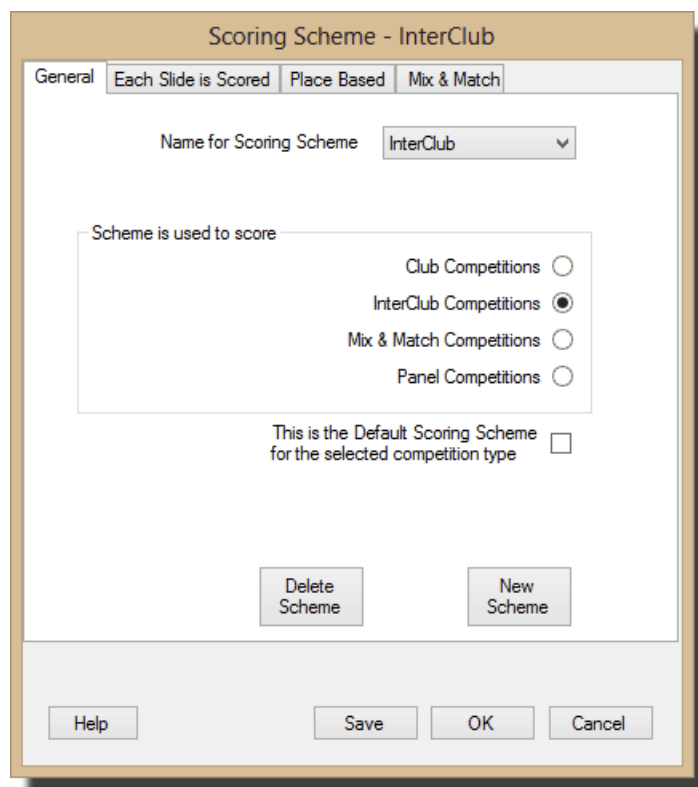 Scoring Scheme - InterClub
General Each Slide is Scored Place Based Mix & Match
Name for Scoring Scheme InterClub
Scheme is used to score
Club Competitions
InterClub Competitions
Mix & Match Competitions
Panel Competitions
This is the Default Scoring Scheme
for the selected competition type
Delete
Scheme
New
Scheme
Help Save OK Cancel